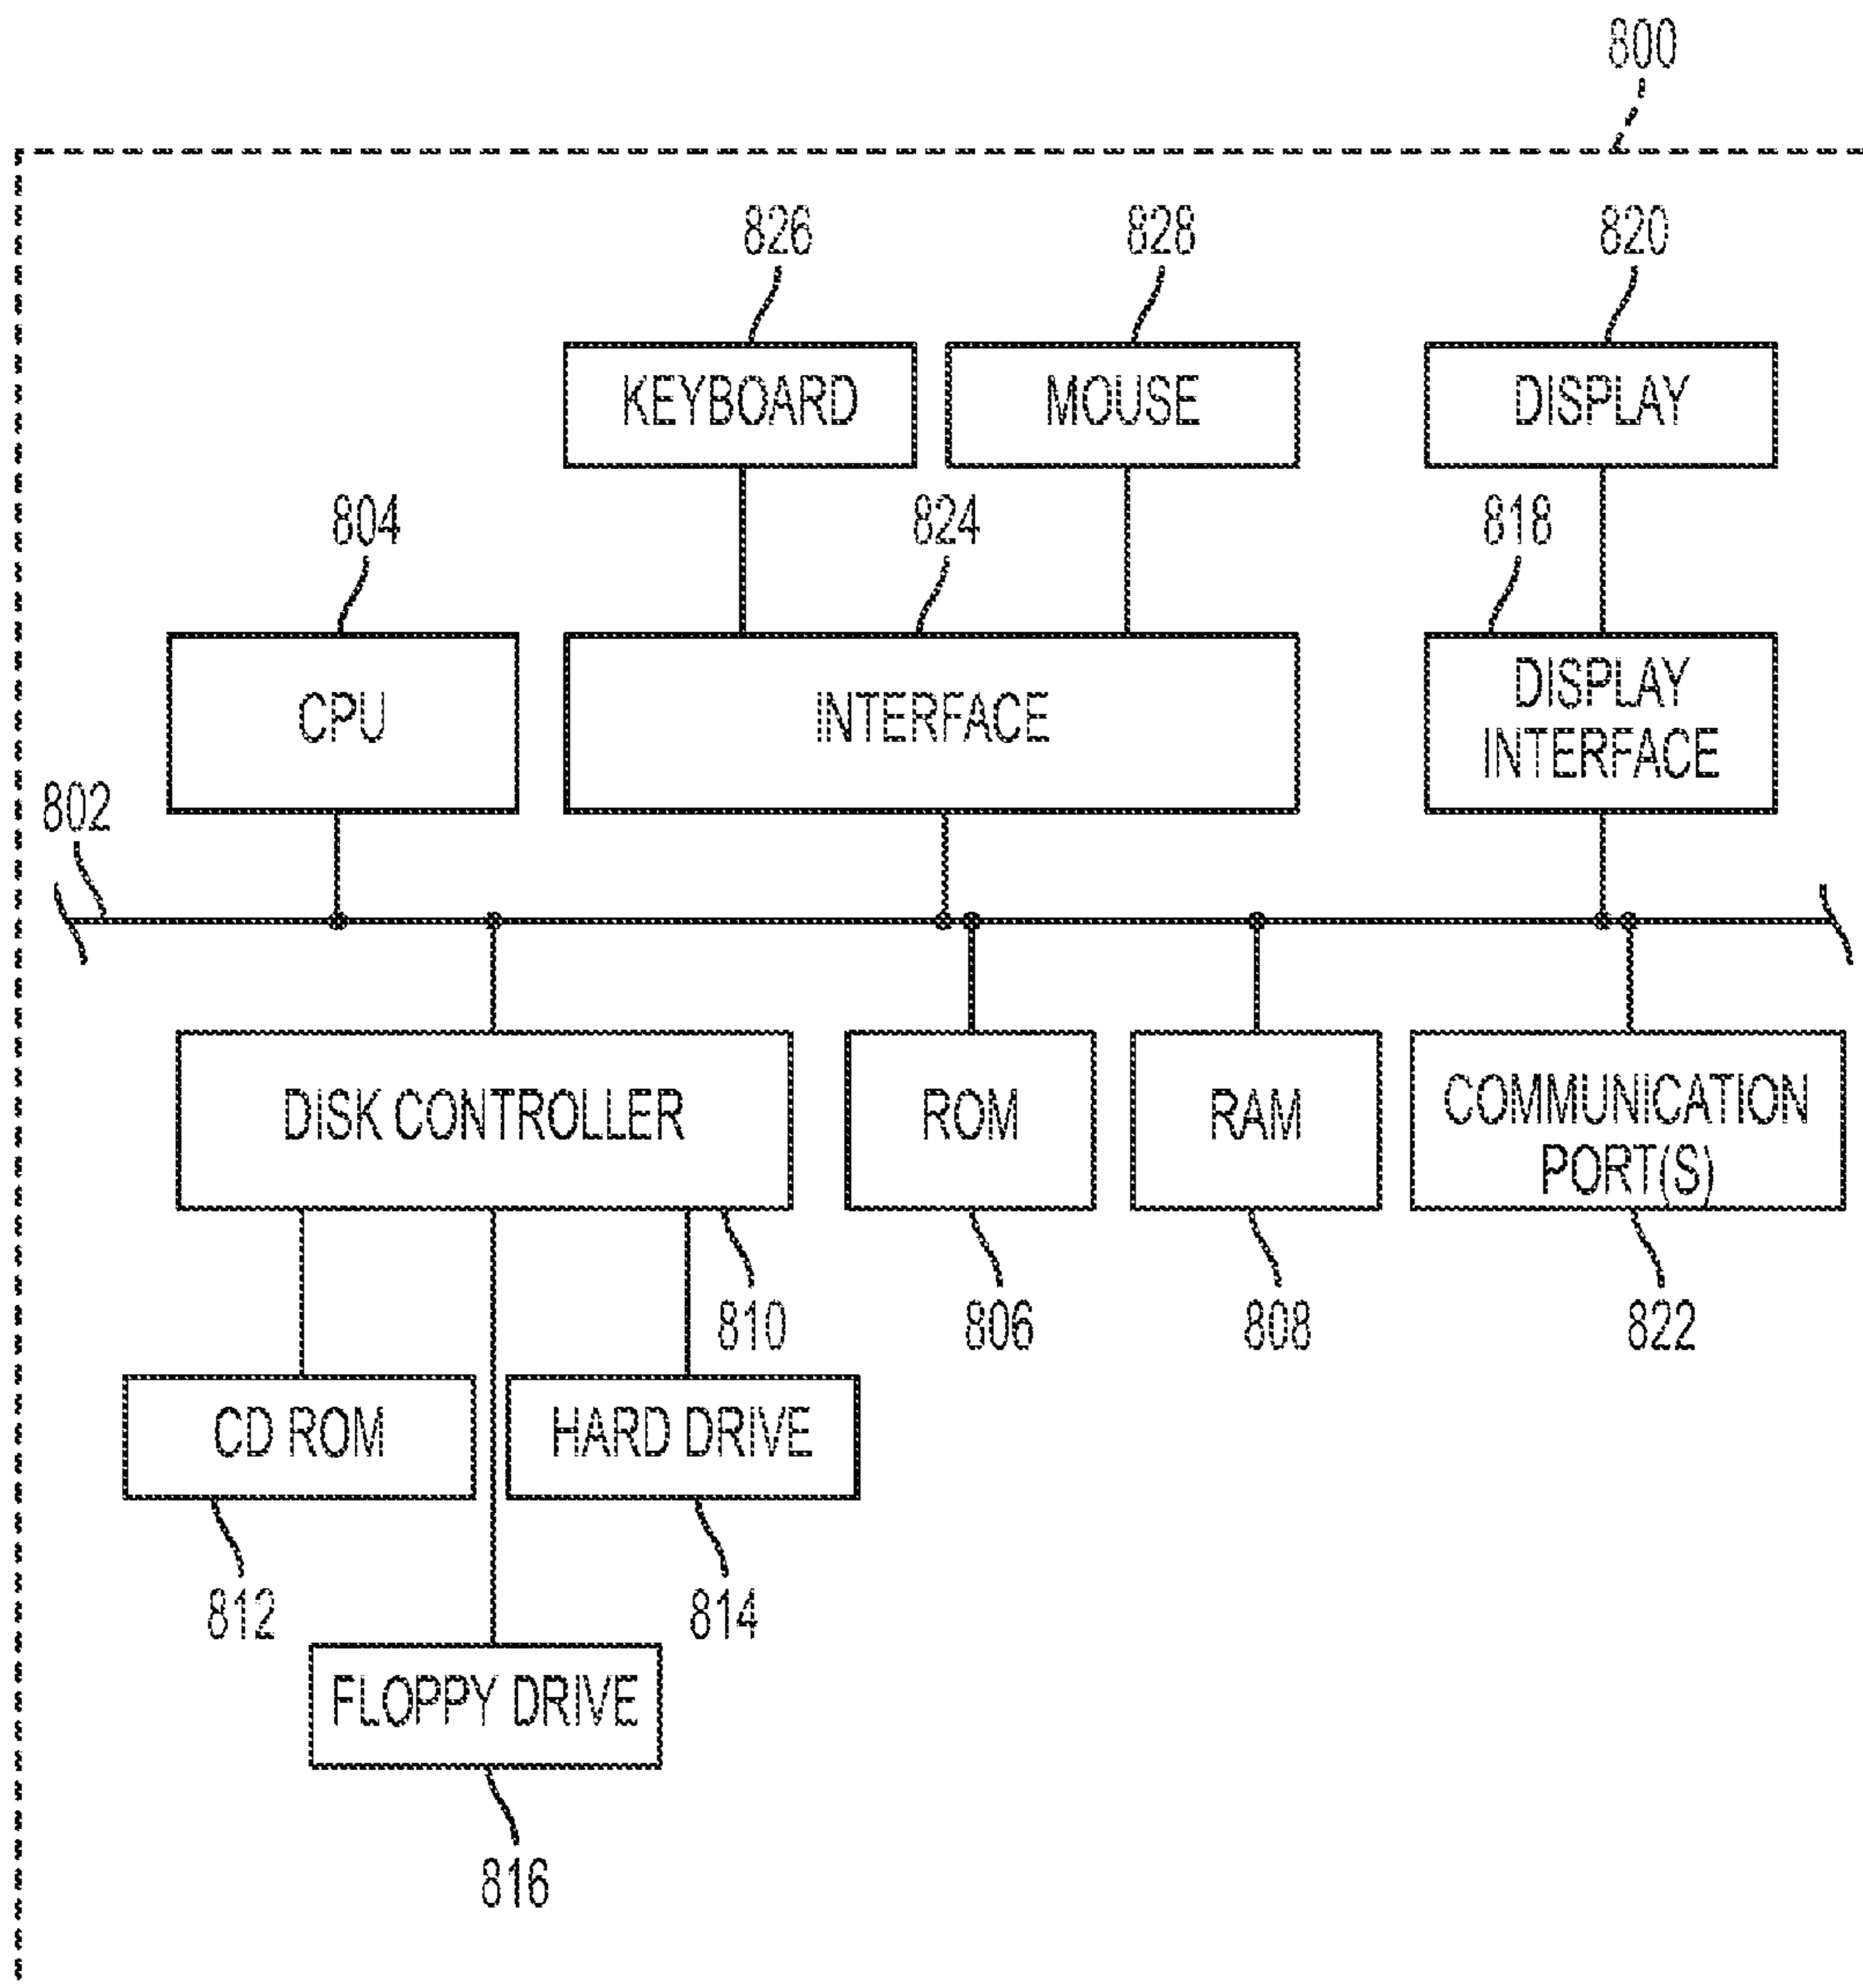 800
826
828
820
KEYBOARD
MOUSE
DISPLAY
804
824
818
CPU
INTERFACE
DISPLAY
INTERFACE
802
DISK CONTROLLER
ROM
RAM
COMMUNICATION
PORT(S)
810
806
808
822
CD ROM
HARD DRIVE
812
814
FLOPPY DRIVE
816